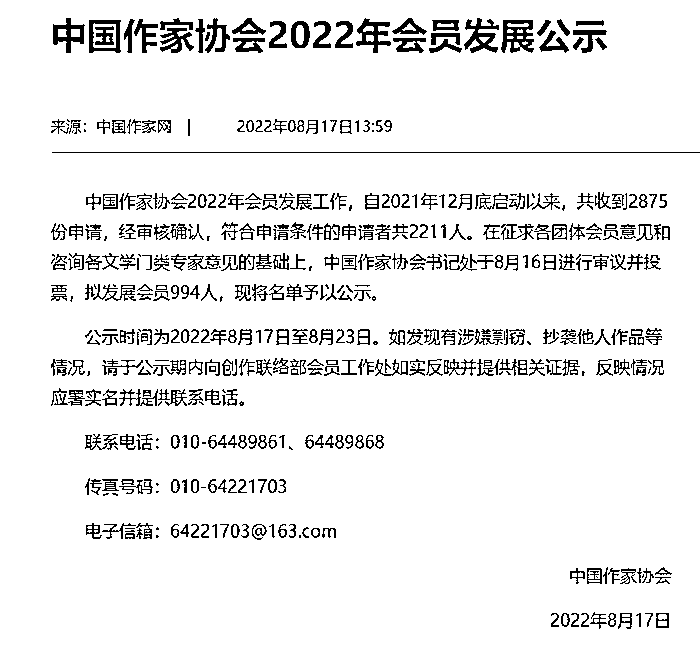 中国作家协会2022年会员发展公示
来源：中国作家网 | 2022年08月17日13:59
中国作家协会2022年会员发展工作，自2021年12月底启动以来，共收到2875
份申请，经审核确认，符合申请条件的申请者共2211人。在征求各团体会员意见和
咨询各文学门类专家意见的基础上，中国作家协会书记处于8月16日进行审议并投
票，拟发展会员994人，现将名单予以公示。
公示时间为2022年8月17日至8月23日。如发现有涉嫌剽窃、抄袭他人作品等
情况，请于公示期内向创作联络部会员工作处如实反映并提供相关证据，反映情况
应署实名并提供联系电话。
联系电话：010-64489861、64489868
传真号码：010-64221703
电子信箱：64221703@163.com
中国作家协会
2022年8月17日